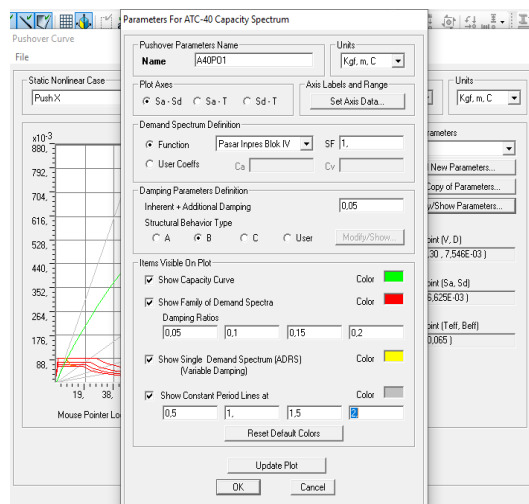 Parameters For ATC-40 Capacity Spectrum
Pushover Curve
File
Static Nonlinear Case
PushX
x10-3
880,
792,
704,
616,
528,
440,
352,
264,
176,
88,
19, 38,
Mouse Pointer Lo
Pushover Parameters Name
Name A40PO1
Units
Kgf, m, C
Plot Axes
Sa - Sd Sa - T Sd - T
Axis Labels and Range
Set Axis Data...
Demand Spectrum Definition
Function Pasar Inpres Blok IV SF 1,
User Coeffs Ca Cv
Damping Parameters Definition
Inherent + Additional Damping 0,05
Structural Behavior Type
A B C User Modify/Show...
Items Visible On Plot
Show Capacity Curve Color
Show Family of Demand Spectra Color
Damping Ratios
0,05 0,1 0,15 0,2
Show Single Demand Spectrum (ADRS) Color
(Variable Damping)
Show Constant Period Lines at Color
0,5 1, 1,5 2
Reset Default Colors
Update Plot
OK Cancel
Units
Kgf, m, C
rameters
New Parameters...
Copy of Parameters...
y/Show Parameters...
oint (V, D)
30 , 7,546E-03 )
oint (Sa, Sd)
6,625E-03 )
oint (Teff, Beff)
0,065 )